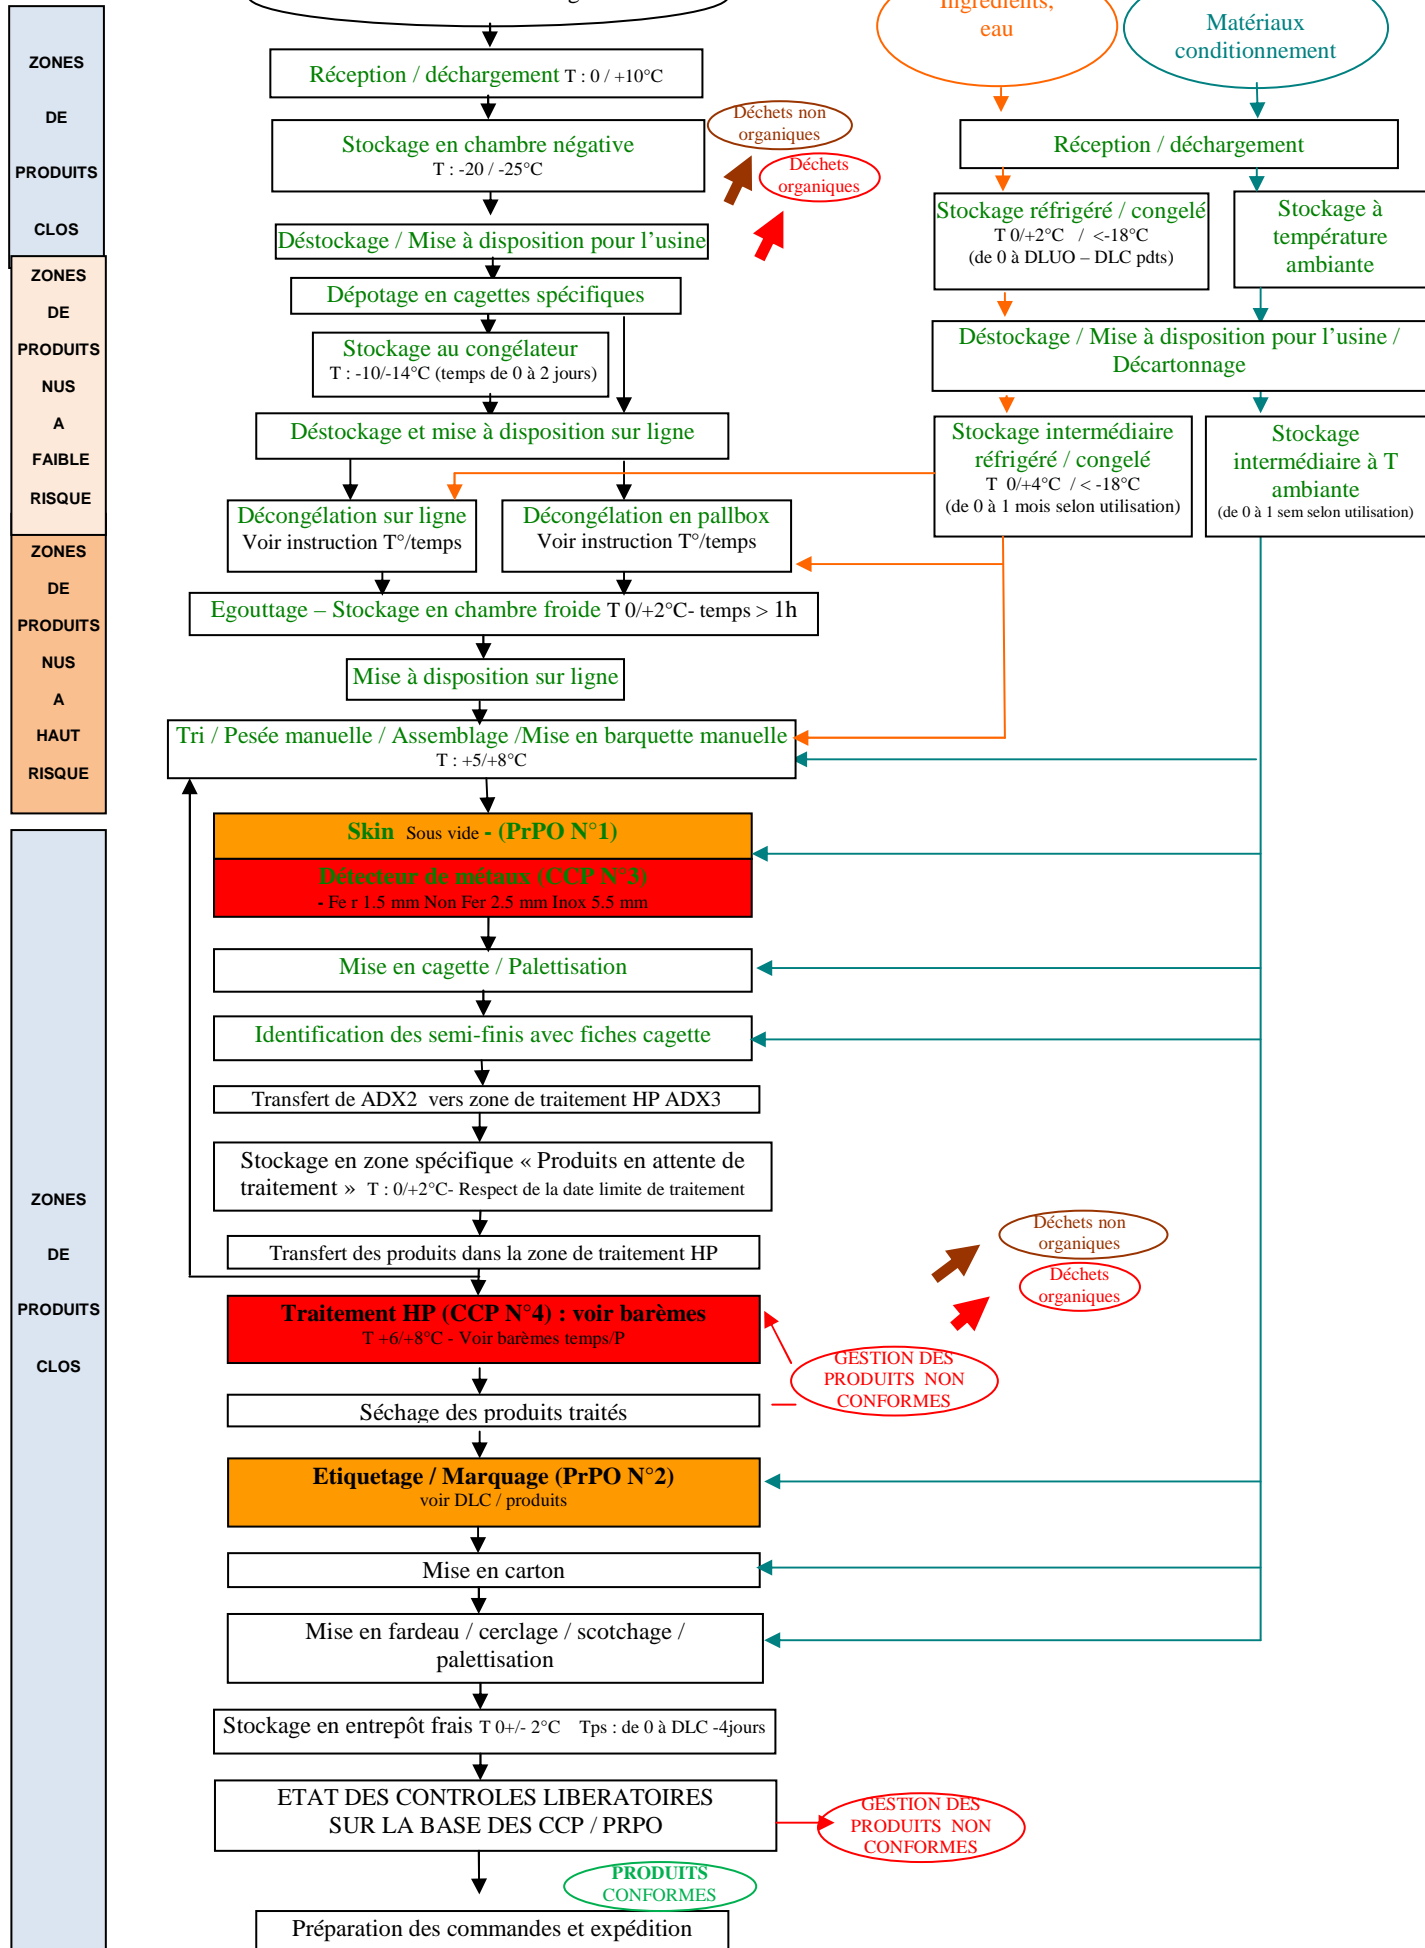 Ingrédients,
eau
Matériaux
conditionnement
ZONES
DE
PRODUITS
CLOS
Réception / déchargement T : 0 / +10°C
Stockage en chambre négative
T : -20 / -25°C
Déchets non
organiques
Déchets
organiques
Réception / déchargement
Stockage réfrigéré / congelé
T 0/+2°C / <-18°C
(de 0 à DLUO – DLC pdts)
Stockage à
température
ambiante
Déstockage / Mise à disposition pour l'usine
ZONES
DE
PRODUITS
NUS
A
FAIBLE
RISQUE
Dépotage en cagettes spécifiques
Stockage au congélateur
T : -10/-14°C (temps de 0 à 2 jours)
Déstockage / Mise à disposition pour l'usine /
Décartonnage
Déstockage et mise à disposition sur ligne
Stockage intermédiaire
réfrigéré / congelé
T 0/+4°C / < -18°C
(de 0 à 1 mois selon utilisation)
Stockage
intermédiaire à T
ambiante
(de 0 à 1 sem selon utilisation)
Décongélation sur ligne
Voir instruction T°/temps
Décongélation en pallbox
Voir instruction T°/temps
ZONES
DE
PRODUITS
NUS
A
HAUT
RISQUE
Egouttage – Stockage en chambre froide T 0/+2°C- temps > 1h
Mise à disposition sur ligne
Tri / Pesée manuelle / Assemblage /Mise en barquette manuelle
T : +5/+8°C
Skin Sous vide - (PrPO N°1)
Détecteur de métaux (CCP N°3)
- Fe r 1.5 mm Non Fer 2.5 mm Inox 5.5 mm
Mise en cagette / Palettisation
Identification des semi-finis avec fiches cagette
Transfert de ADX2 vers zone de traitement HP ADX3
Stockage en zone spécifique « Produits en attente de
traitement » T : 0/+2°C- Respect de la date limite de traitement
ZONES
DE
PRODUITS
CLOS
Transfert des produits dans la zone de traitement HP
Déchets non
organiques
Déchets
organiques
Traitement HP (CCP N°4) : voir barèmes
T +6/+8°C - Voir barèmes temps/P
GESTION DES
PRODUITS NON
CONFORMES
Séchage des produits traités
Etiquetage / Marquage (PrPO N°2)
voir DLC / produits
Mise en carton
Mise en fardeau / cerclage / scotchage /
palettisation
Stockage en entrepôt frais T 0+/- 2°C Tps : de 0 à DLC -4jours
ETAT DES CONTROLES LIBERATOIRES
SUR LA BASE DES CCP / PRPO
GESTION DES
PRODUITS NON
CONFORMES
PRODUITS
CONFORMES
Préparation des commandes et expédition